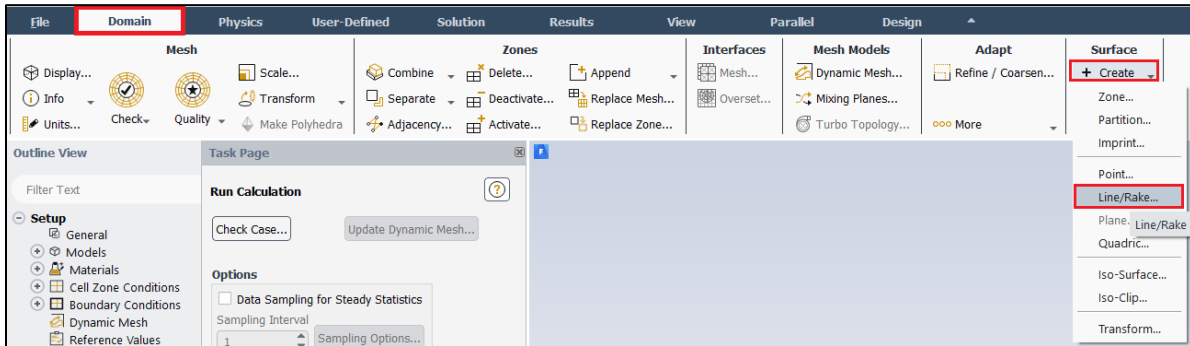 File Domain Physics User-Defined Solution Results View Parallel Design
Mesh Zones Interfaces Mesh Models Adapt Surface
Display... Scale... Combine Delete... Append Mesh... Dynamic Mesh... Refine / Coarsen... + Create
Info Transform Separate Deactivate... Replace Mesh... Overset... Mixing Planes... Zone...
Units... Check Quality Make Polyhedra Adjacency... Activate... Replace Zone... Turbo Topology... More Partition...
Imprint...
Point...
Line/Rake...
Plane.
Line/Rake
Quadric...
Iso-Surface...
Iso-Clip...
Transform...
Outline View
Filter Text
Setup
General
Models
Materials
Cell Zone Conditions
Boundary Conditions
Dynamic Mesh
Reference Values
Task Page
Run Calculation ?
Check Case... Update Dynamic Mesh...
Options
Data Sampling for Steady Statistics
Sampling Interval
1 Sampling Options...